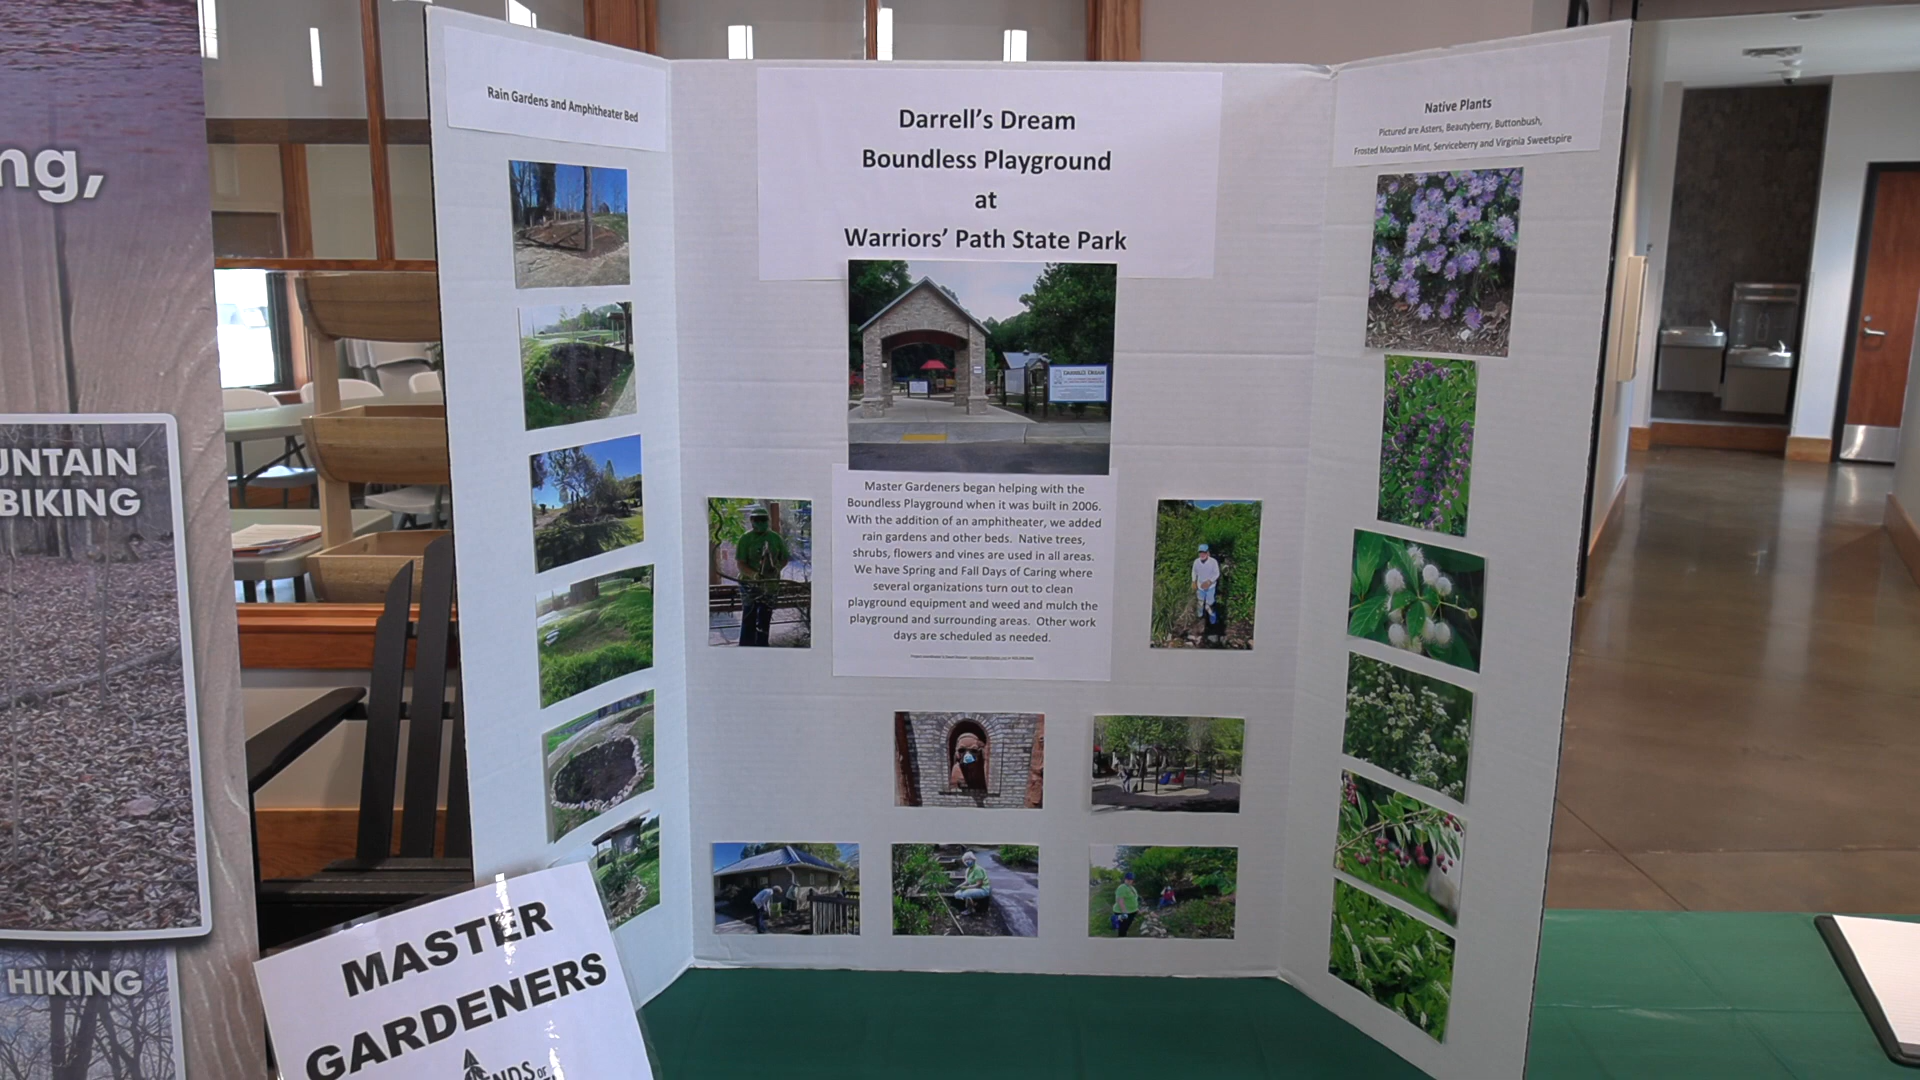 ng,
UNTAIN
BIKING
HIKING
Rain Gardens and Amphitheater Bed
Darrell's Dream
Boundless Playground
at
Warriors' Path State Park
DARRELL'S DREAM
Master Gardeners began helping with the
Boundless Playground when it was built in 2006.
With the addition of an amphitheater, we added
rain gardens and other beds. Native trees,
shrubs, flowers and vines are used in all areas.
We have Spring and Fall Days of Caring where
several organizations turn out to clean
playground equipment and weed and mulch the
playground and surrounding areas. Other work
days are scheduled as needed.
Native Plants
Pictured are Asters, Beautyberry, Buttonbush,
Frosted Mountain Mint, Serviceberry and Virginia Sweetspire
MASTER
GARDENERS
ENDS OF